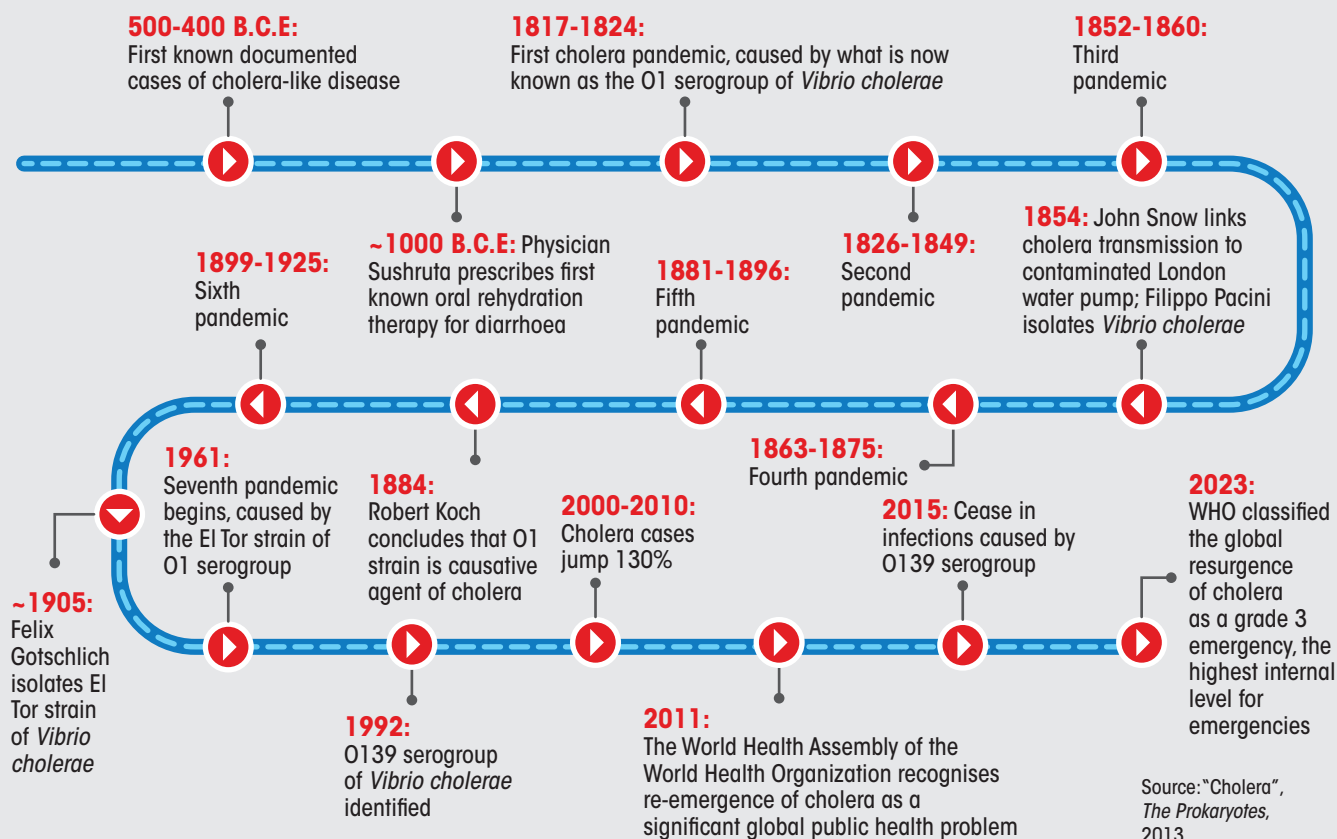 500-400 B.C.E:
First known documented
cases of cholera-like disease
~1000 B.C.E: Physician
Sushruta prescribes first
known oral rehydration
therapy for diarrhoea
1817-1824:
First cholera pandemic, caused by what is now
known as the O1 serogroup of Vibrio cholerae
1826-1849:
Second
pandemic
1852-1860:
Third
pandemic
1854: John Snow links
cholera transmission to
contaminated London
water pump; Filippo Pacini
isolates Vibrio cholerae
1863-1875:
Fourth pandemic
1881-1896:
Fifth
pandemic
1884:
Robert Koch
concludes that O1
strain is causative
agent of cholera
1899-1925:
Sixth
pandemic
~1905:
Felix
Gotschlich
isolates El
Tor strain
of Vibrio
cholerae
1961:
Seventh pandemic
begins, caused by
the El Tor strain of
O1 serogroup
1992:
O139 serogroup
of Vibrio cholerae
identified
2000-2010:
Cholera cases
jump 130%
2011:
The World Health Assembly of the
World Health Organization recognises
re-emergence of cholera as a
significant global public health problem
2015: Cease in
infections caused by
O139 serogroup
2023:
WHO classified
the global
resurgence
of cholera
as a grade 3
emergency, the
highest internal
level for
emergencies
Source: "Cholera",
The Prokaryotes,
2013